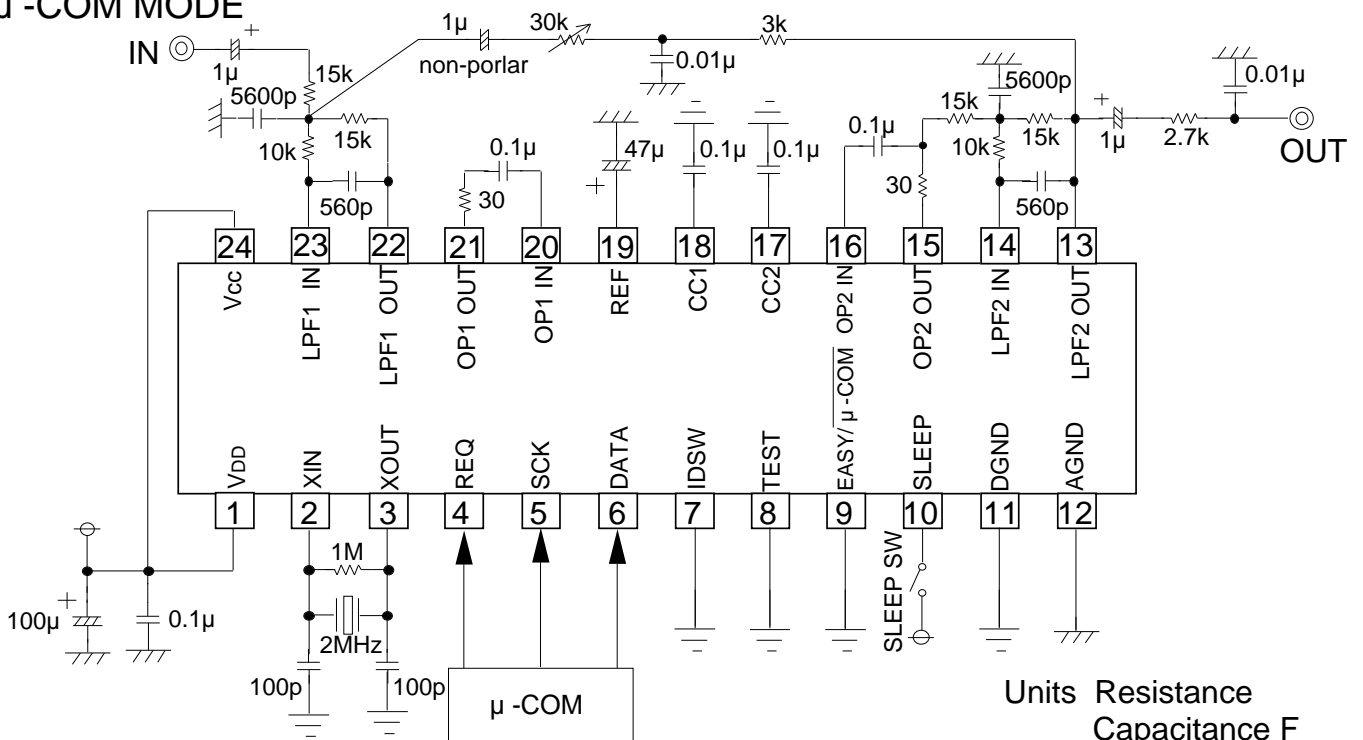 µ -COM MODE
IN
1µ
+
15k
5600p
15k
10k
560p
1µ
non-porlar
30k
0.01µ
3k
0.1µ
30
47µ
+
0.1µ
0.1µ
0.1µ
30
15k
5600p
15k
10k
560p
+
1µ
2.7k
0.01µ
OUT
24 23 22 21 20 19 18 17 16 15 14 13
Vcc
LPF1 IN
LPF1 OUT
OP1 OUT
OP1 IN
REF
CC1
CC2
OP2 IN
OP2 OUT
LPF2 IN
LPF2 OUT
VDD
XIN
XOUT
REQ
SCK
DATA
IDSW
TEST
EASY/ µ -COM
SLEEP
DGND
AGND
1 2 3 4 5 6 7 8 9 10 11 12
+
100µ
0.1µ
1M
2MHz
100p
100p
µ -COM
SLEEP SW
Units Resistance
Capacitance F